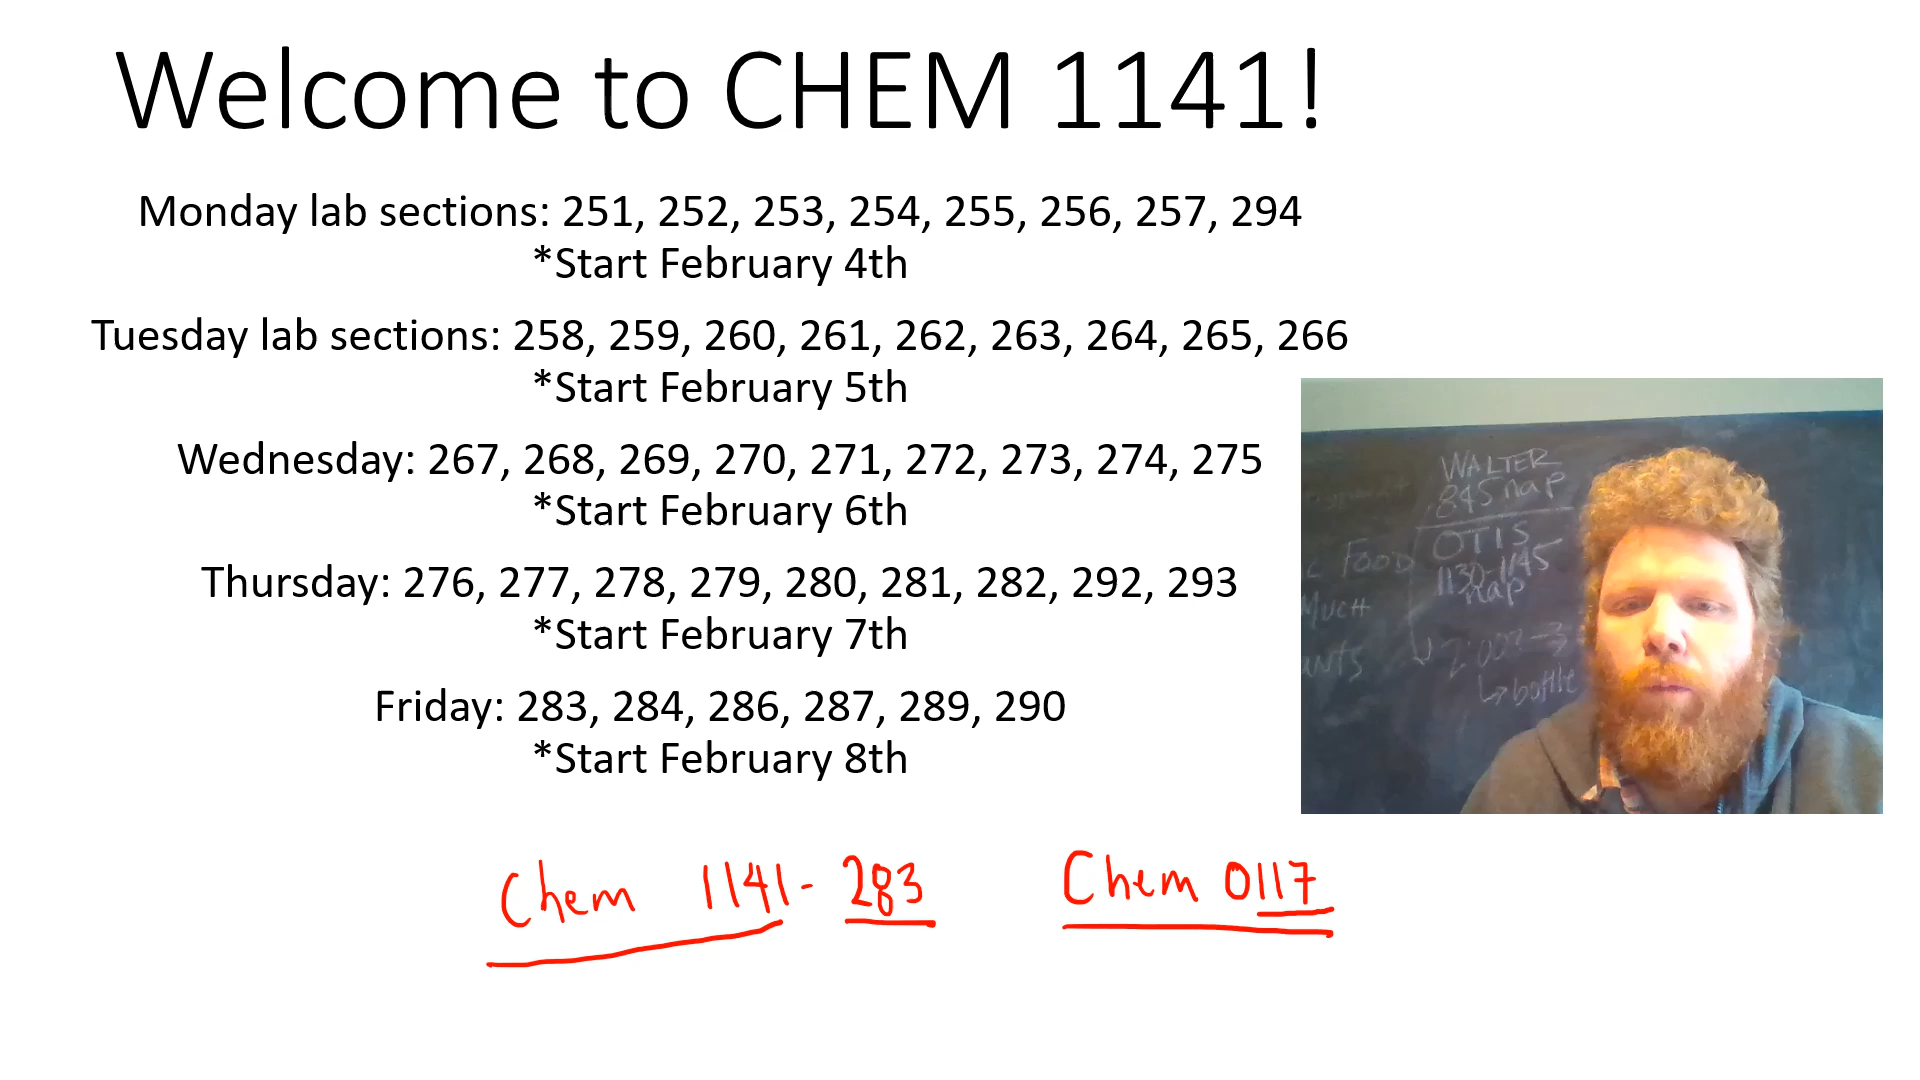 Welcome to CHEM 1141!
Monday lab sections: 251, 252, 253, 254, 255, 256, 257, 294
*Start February 4th
Tuesday lab sections: 258, 259, 260, 261, 262, 263, 264, 265, 266
*Start February 5th
Wednesday: 267, 268, 269, 270, 271, 272, 273, 274, 275
*Start February 6th
Thursday: 276, 277, 278, 279, 280, 281, 282, 292, 293
*Start February 7th
Friday: 283, 284, 286, 287, 289, 290
*Start February 8th
Chem 1141-283
Chem 0117
WALTER
845 nap
OTIS
1130-1145
nap
FOOD
MUCH
bottle